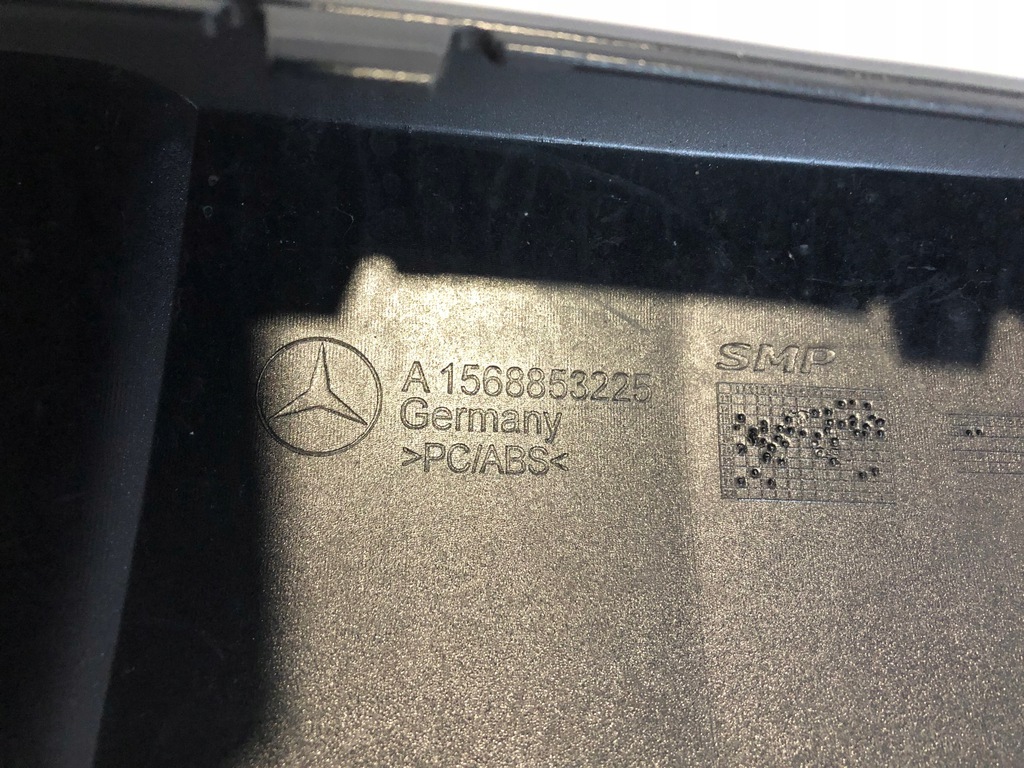 A 1568853225
Germany
>PC/ABS<
SMP